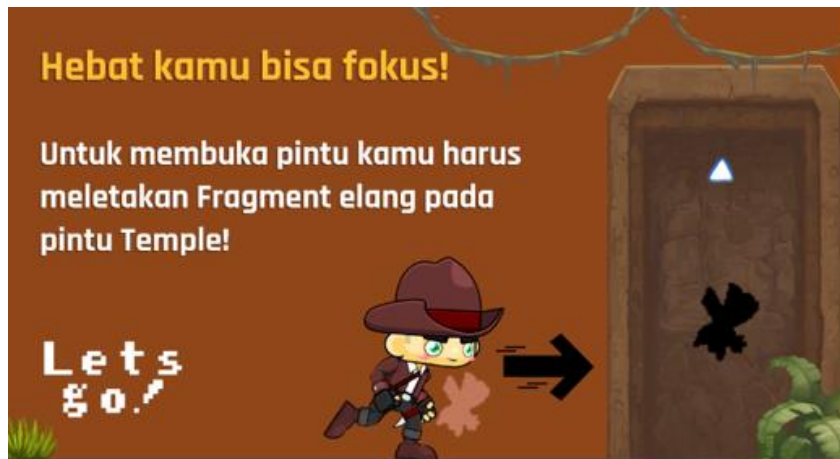 Hebat kamu bisa fokus!
Untuk membuka pintu kamu harus
meletakan Fragment elang pada
pintu Temple!
Lets
go!